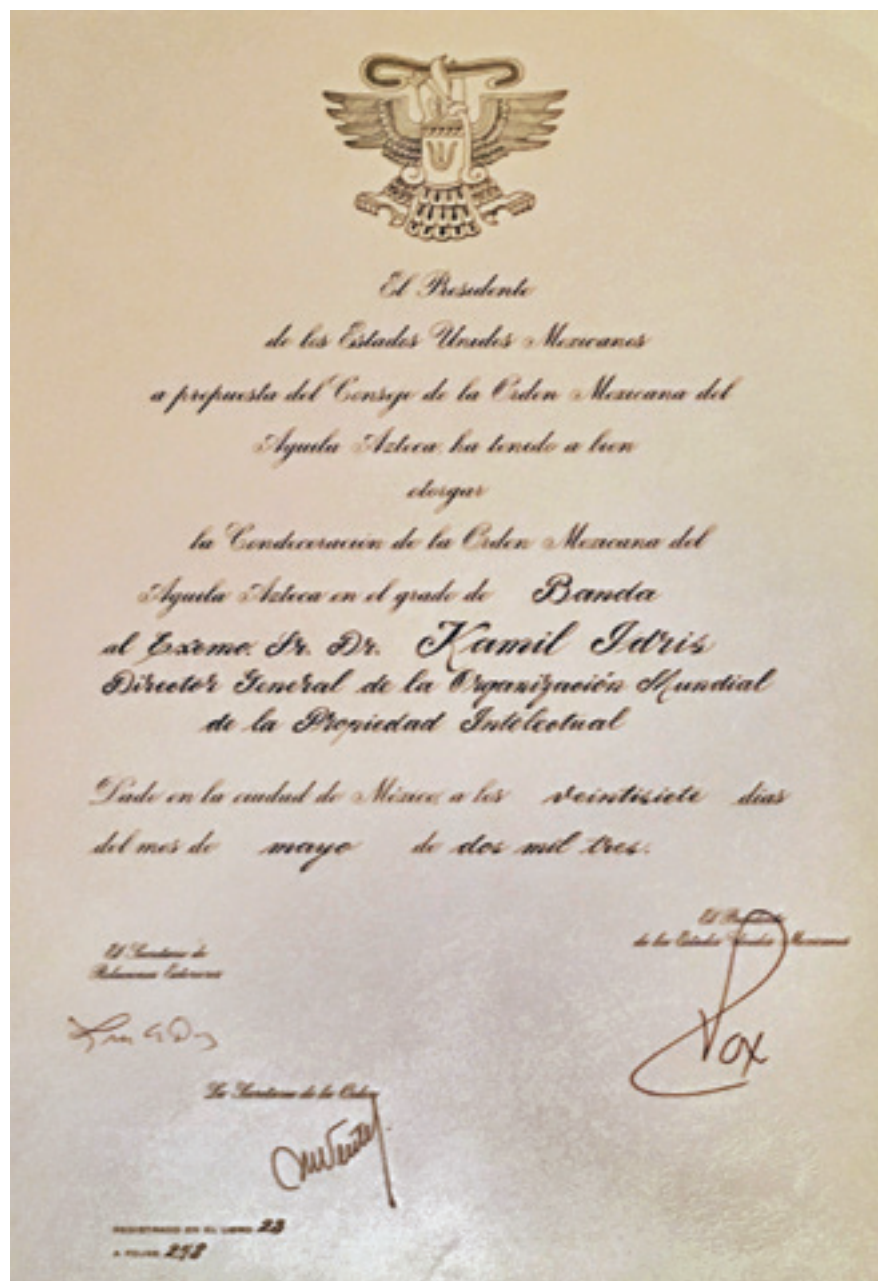 El Presidente
de los Estados Unidos Mexicanos
a propuesta del Consejo de la Orden Mexicana del
Aguila Azteca, ha tenido a bien
otorgar
la Condecoración de la Orden Mexicana del
Aguila Azteca en el grado de Banda
al Exemo. Sr. Dr. Kamil Idris
Director General de la Organización Mundial
de la Propiedad Intelectual
Dado en la ciudad de México, a los veintisiete días
del mes de mayo de dos mil tres.
El Presidente
de los Estados Unidos Mexicanos
El Secretario de
Relaciones Exteriores
Fox
La Secretaria de la Orden
REGISTRADO EN EL LIBRO 23
A FOJAS